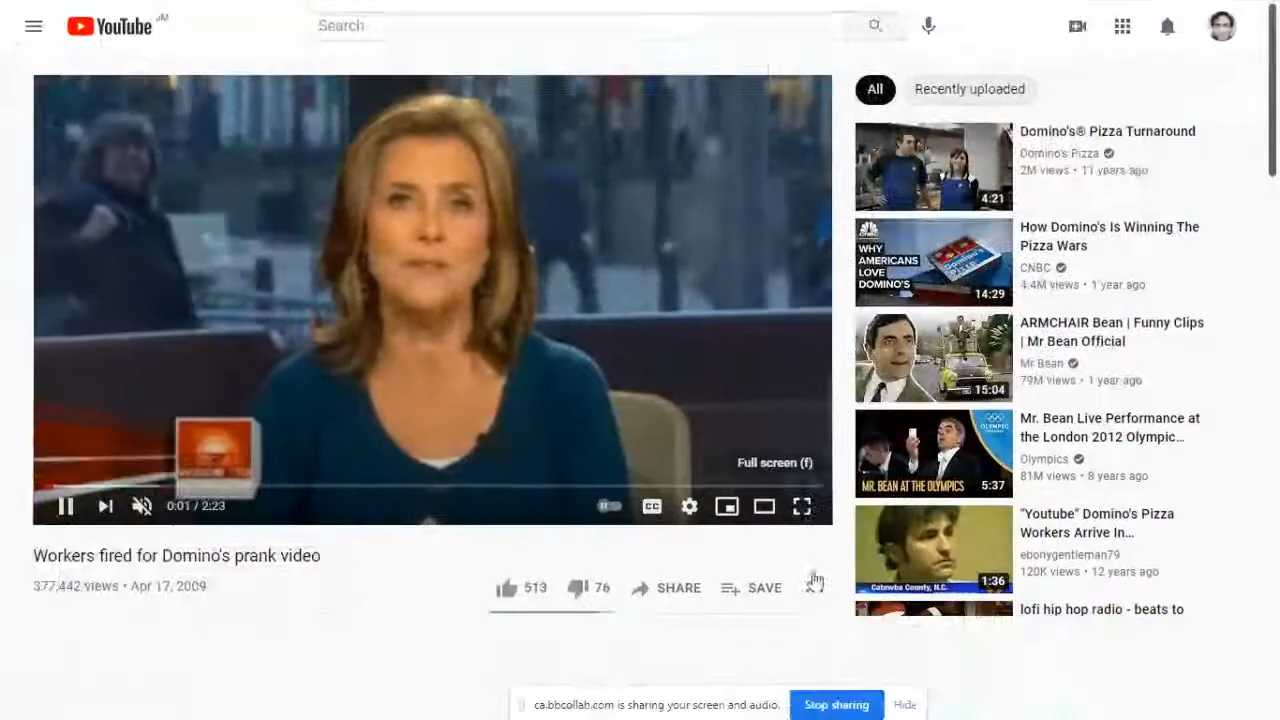 YouTube JM
Search
All
Recently uploaded
Domino's® Pizza Turnaround
Domino's Pizza
2M views • 11 years ago
4:21
WHY
AMERICANS
LOVE
DOMINO'S
14:29
How Domino's Is Winning The
Pizza Wars
CNBC
4.4M views • 1 year ago
15:04
ARMCHAIR Bean | Funny Clips
| Mr Bean Official
Mr Bean
79M views • 1 year ago
MR. BEAN AT THE OLYMPICS
5:37
Mr. Bean Live Performance at
the London 2012 Olympic...
Olympics
81M views • 8 years ago
Catawba County, N.C.
1:36
"Youtube" Domino's Pizza
Workers Arrive In...
ebonygentleman79
120K views • 12 years ago
lofi hip hop radio - beats to
Full screen (f)
0:01 / 2:23
CC
Workers fired for Domino's prank video
377,442 views • Apr 17, 2009
513
76
SHARE
SAVE
ca.bbcollab.com is sharing your screen and audio.
Stop sharing
Hide